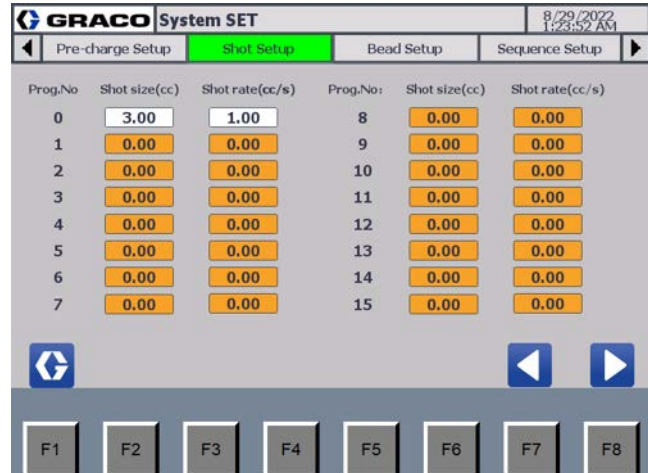 GRACO System SET 8/29/2022
1:23:52 AM
Pre-charge Setup Shot Setup Bead Setup Sequence Setup
Prog.No Shot size(cc) Shot rate(cc/s) Prog.No: Shot size(cc) Shot rate(cc/s)
0 3.00 1.00 8 0.00 0.00
1 0.00 0.00 9 0.00 0.00
2 0.00 0.00 10 0.00 0.00
3 0.00 0.00 11 0.00 0.00
4 0.00 0.00 12 0.00 0.00
5 0.00 0.00 13 0.00 0.00
6 0.00 0.00 14 0.00 0.00
7 0.00 0.00 15 0.00 0.00
F1 F2 F3 F4 F5 F6 F7 F8